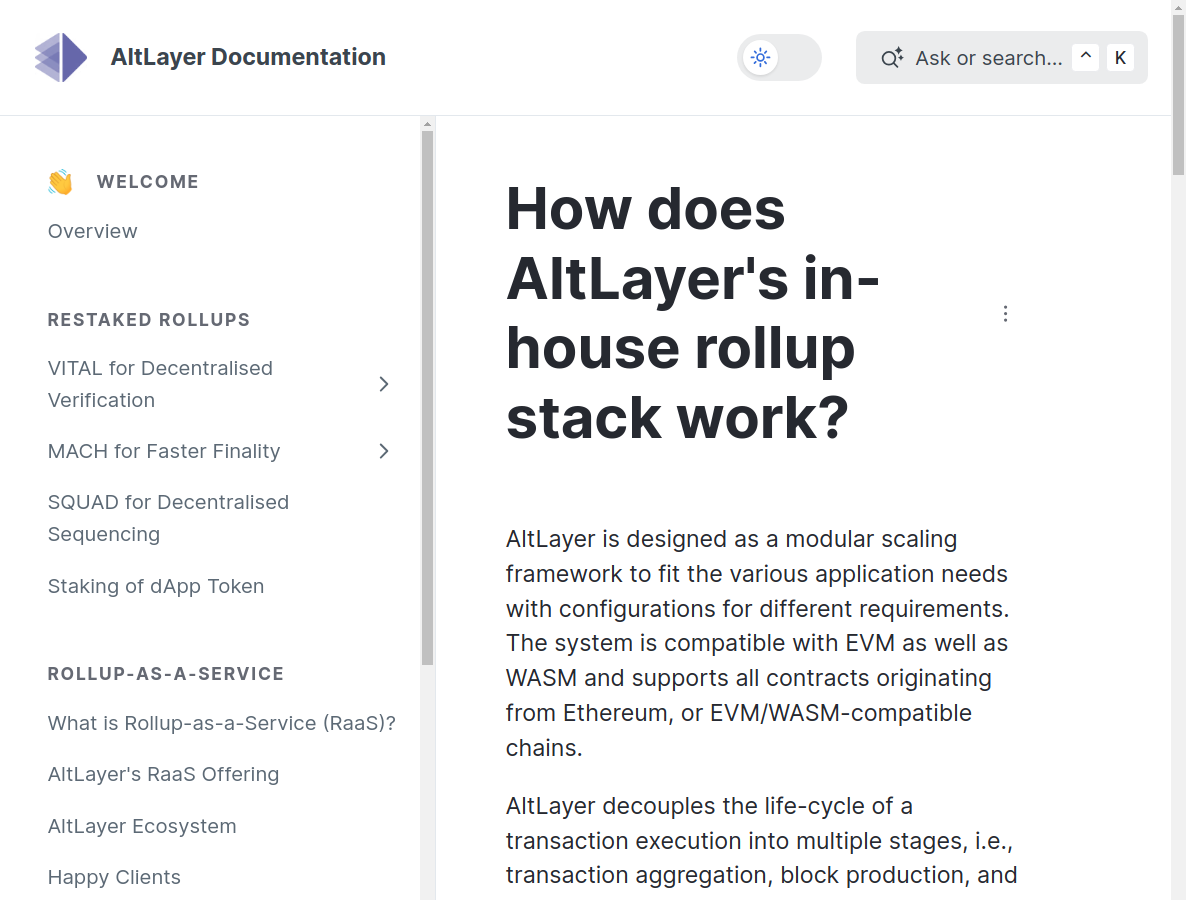 AltLayer Documentation
Ask or search... ^ K
WELCOME
Overview
RESTAKED ROLLUPS
VITAL for Decentralised
Verification
MACH for Faster Finality
SQUAD for Decentralised
Sequencing
Staking of dApp Token
ROLLUP-AS-A-SERVICE
What is Rollup-as-a-Service (RaaS)?
AltLayer's RaaS Offering
AltLayer Ecosystem
Happy Clients
How does
AltLayer's in-
house rollup
stack work?
AltLayer is designed as a modular scaling
framework to fit the various application needs
with configurations for different requirements.
The system is compatible with EVM as well as
WASM and supports all contracts originating
from Ethereum, or EVM/WASM-compatible
chains.
AltLayer decouples the life-cycle of a
transaction execution into multiple stages, i.e.,
transaction aggregation, block production, and